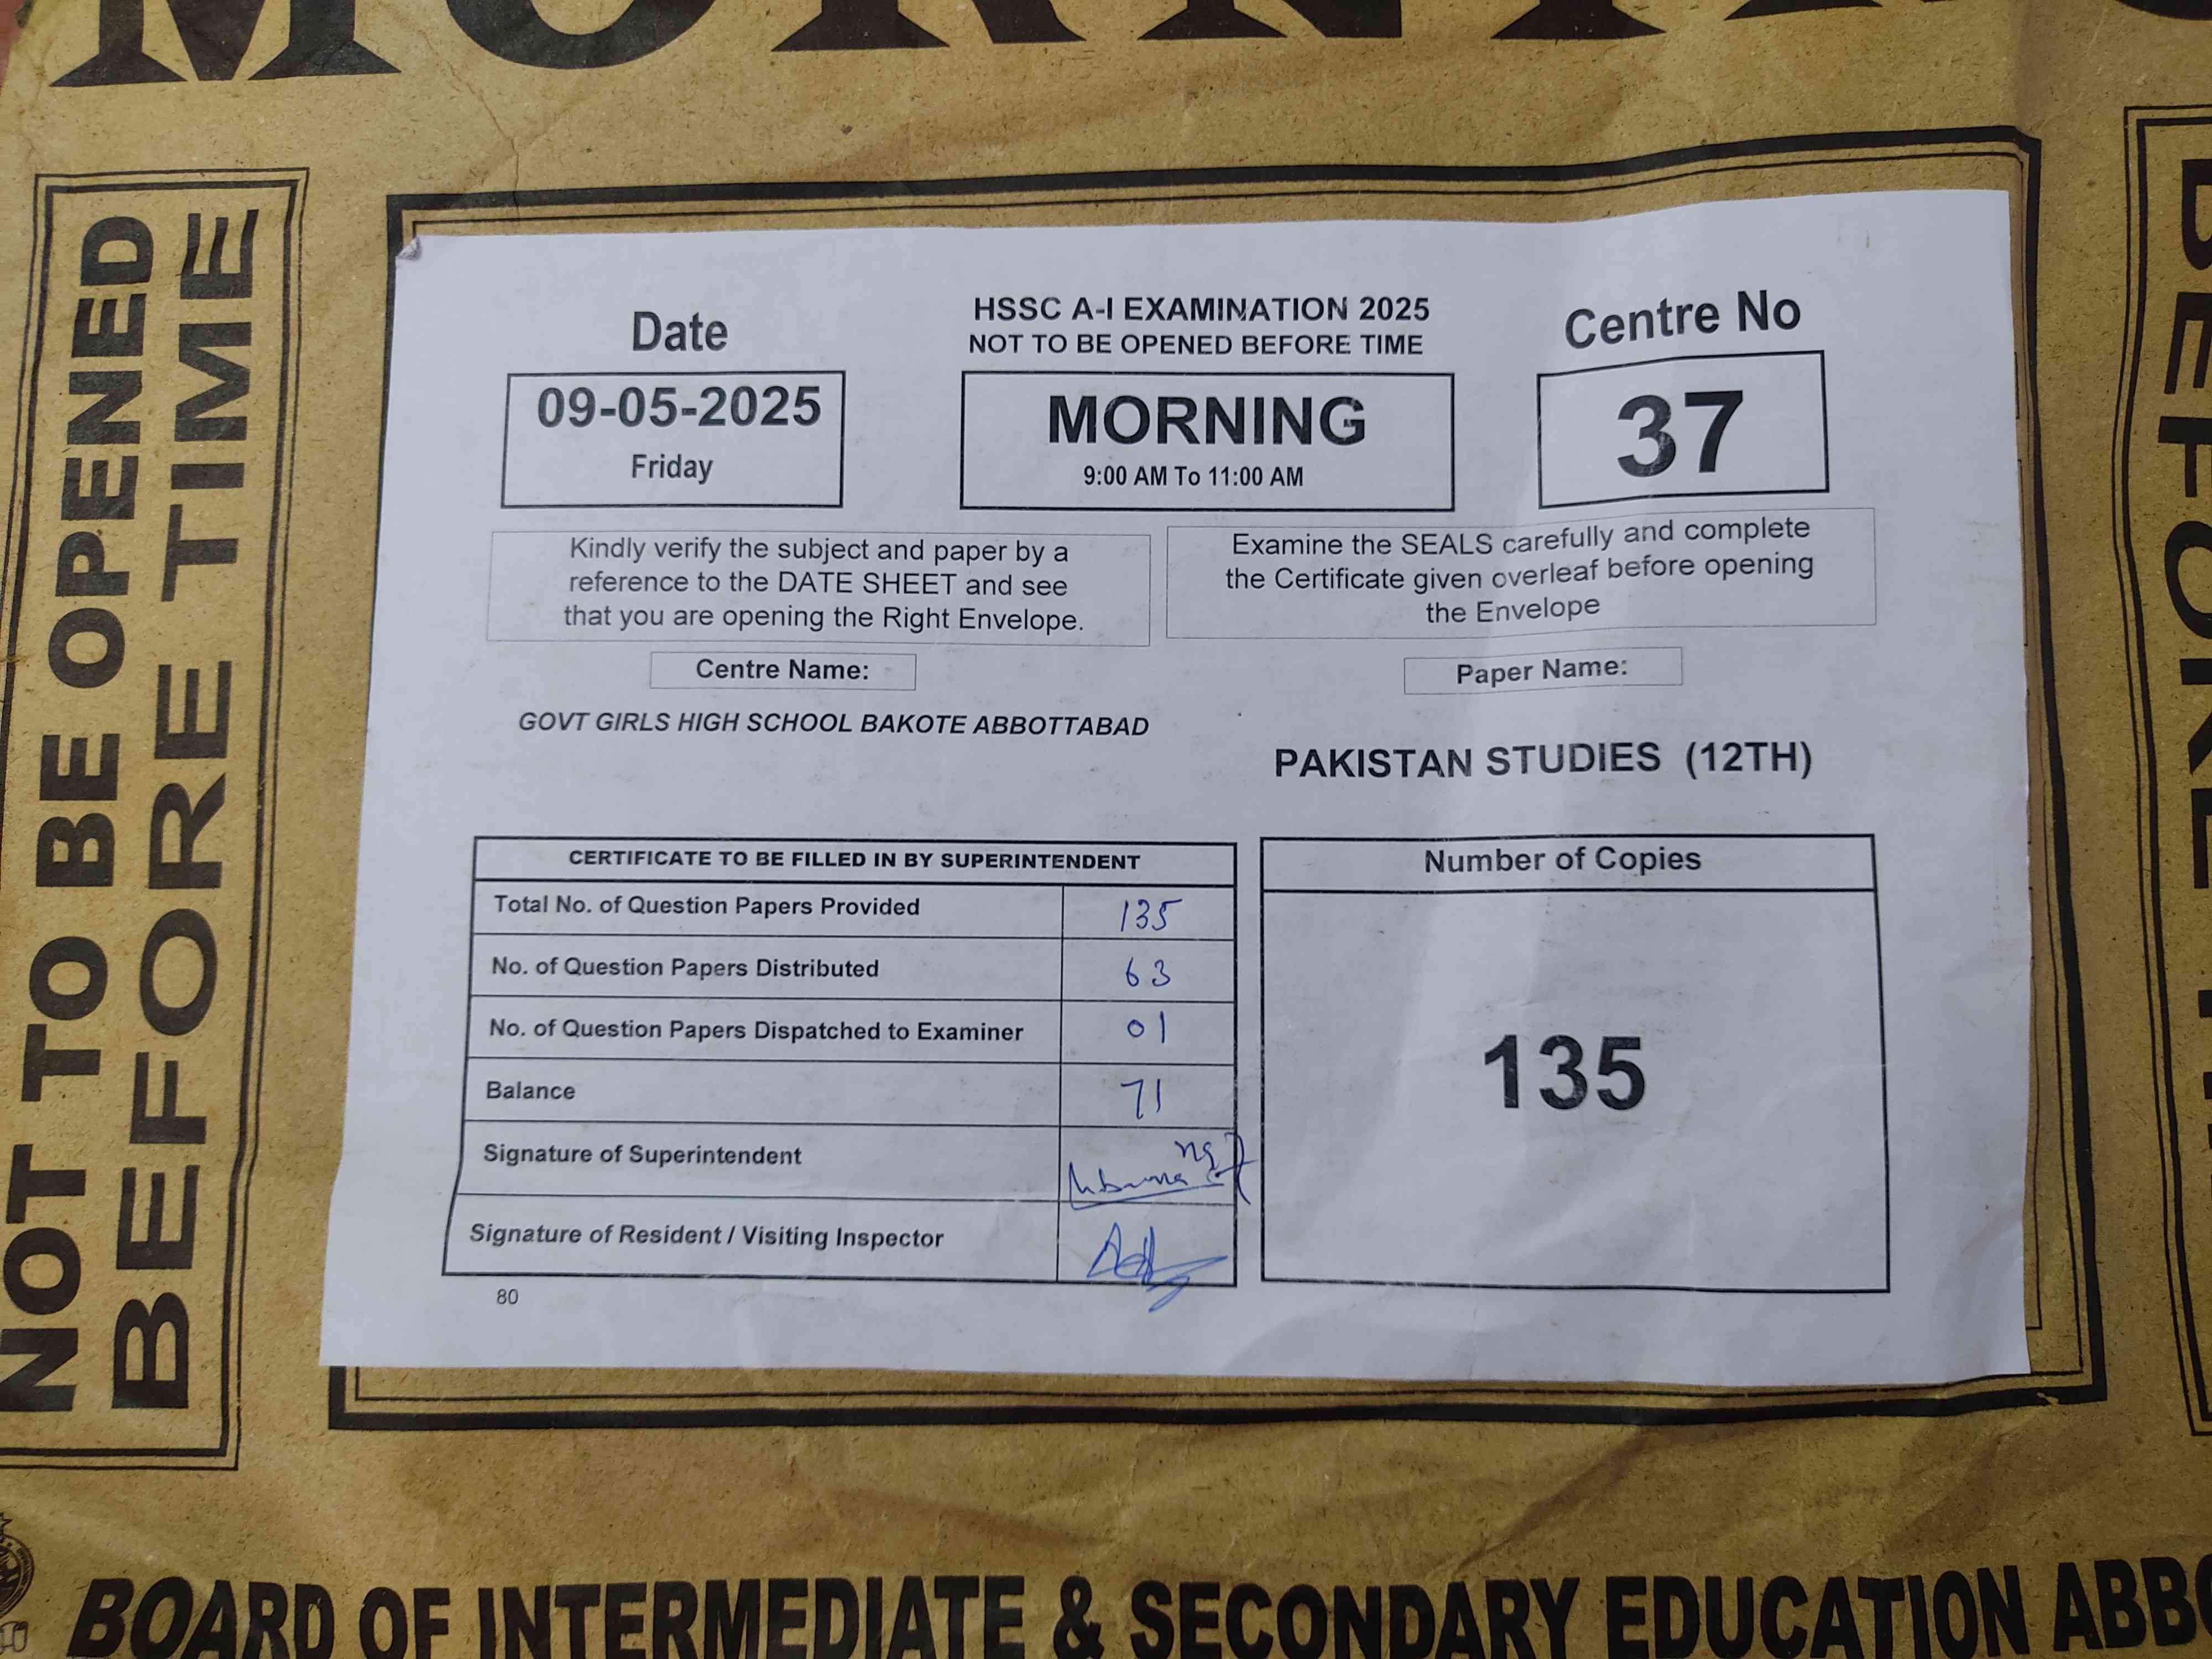 MORNING
NOT TO BE OPENED
BEFORE TIME
Date
09-05-2025
Friday
HSSC A-I EXAMINATION 2025
NOT TO BE OPENED BEFORE TIME
MORNING
9:00 AM To 11:00 AM
Centre No
37
Kindly verify the subject and paper by a
reference to the DATE SHEET and see
that you are opening the Right Envelope.
Examine the SEALS carefully and complete
the Certificate given overleaf before opening
the Envelope
Centre Name:
GOVT GIRLS HIGH SCHOOL BAKOTE ABBOTTABAD
Paper Name:
PAKISTAN STUDIES (12TH)
CERTIFICATE TO BE FILLED IN BY SUPERINTENDENT
Total No. of Question Papers Provided 135
No. of Question Papers Distributed 63
No. of Question Papers Dispatched to Examiner 01
Balance 71
Signature of Superintendent
Signature of Resident / Visiting Inspector
80
Number of Copies
135
BEFORE
BOARD OF INTERMEDIATE & SECONDARY EDUCATION ABBO